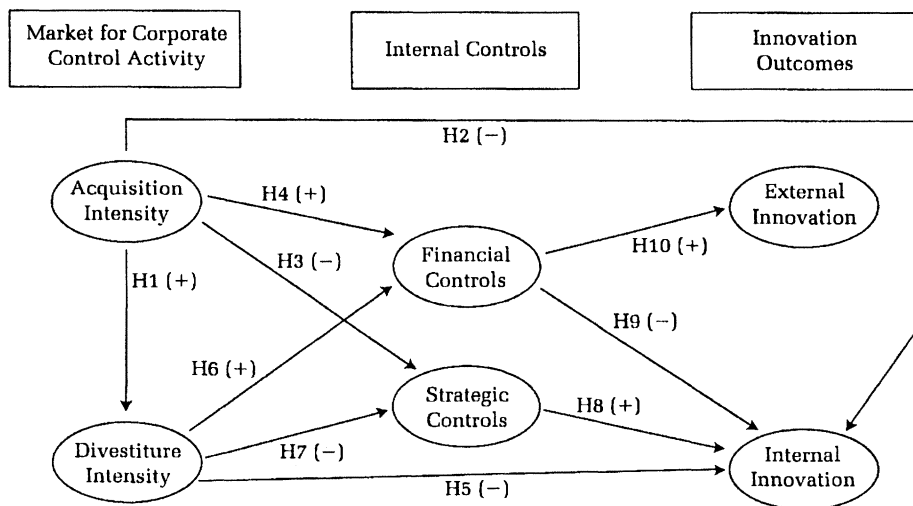 Market for Corporate
Control Activity
Internal Controls
Innovation
Outcomes
H2 (−)
Acquisition
Intensity
H4 (+)
External
Innovation
H10 (+)
H3 (−)
Financial
Controls
H1 (+)
H9 (−)
H6 (+)
Strategic
Controls
H8 (+)
Divestiture
Intensity
H7 (−)
Internal
Innovation
H5 (−)